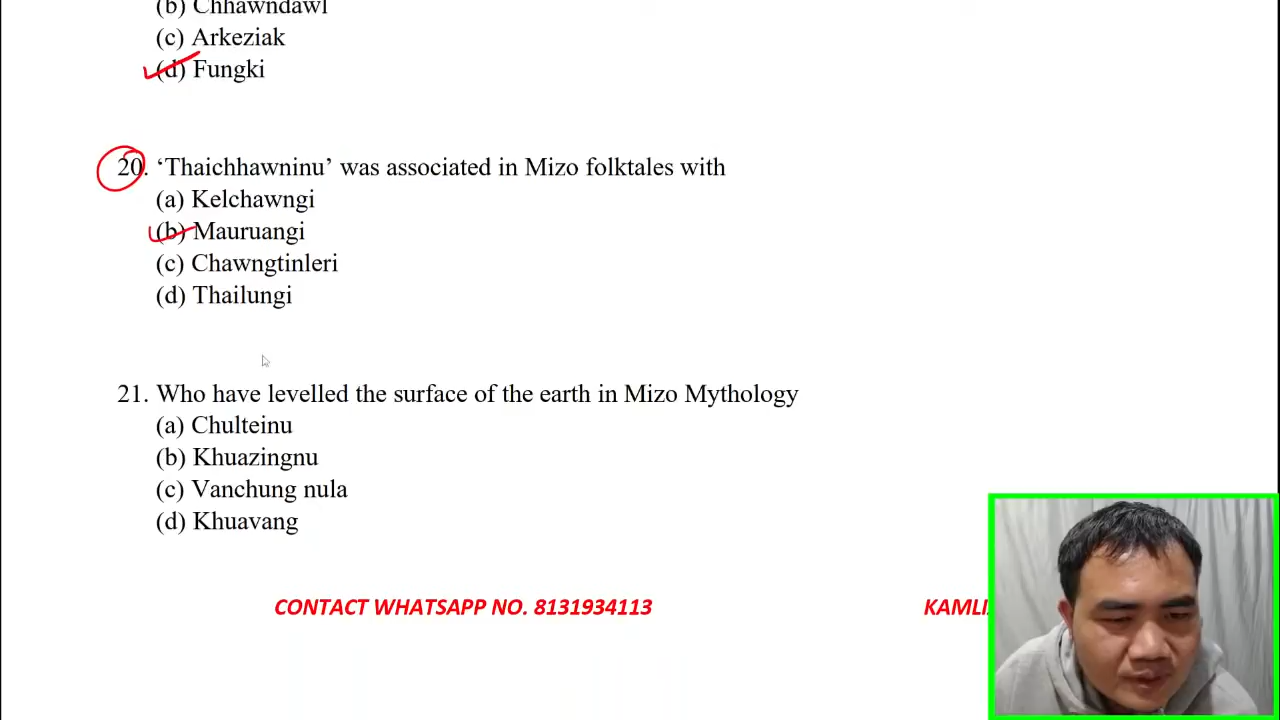 (b) Chhawndawl
(c) Arkeziak
(d) Fungki
20. ‘Thaichhawninu’ was associated in Mizo folktales with
(a) Kelchawngi
(b) Mauruangi
(c) Chawngtinleri
(d) Thailungi
21. Who have levelled the surface of the earth in Mizo Mythology
(a) Chulteinu
(b) Khuazingnu
(c) Vanchung nula
(d) Khuavang
CONTACT WHATSAPP NO. 8131934113